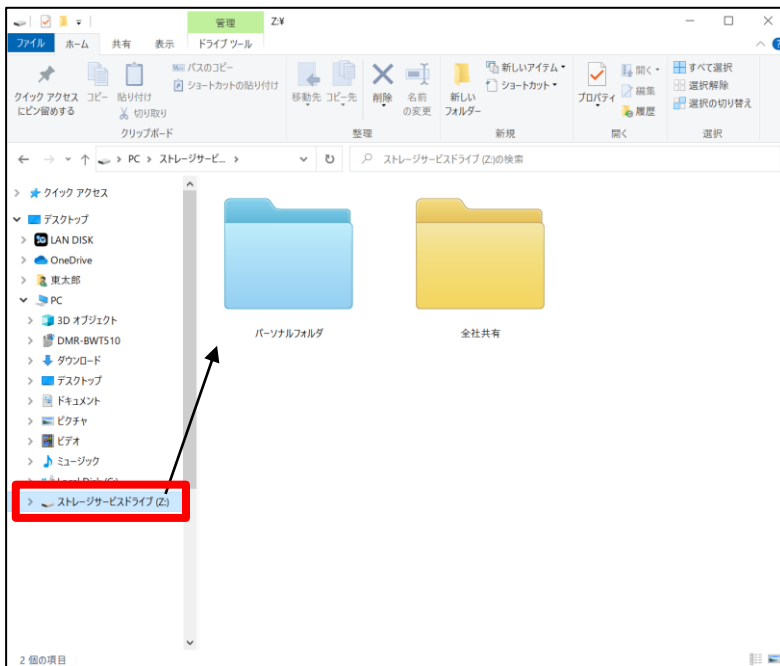 管理 Z:¥
ファイル ホーム 共有 表示 ドライブ ツール
クイック アクセス
にピン留めする
コピー
貼り付け
パスのコピー
ショートカットの貼り付け
切り取り
クリップボード
移動先 コピー先 削除 名前
の変更
整理
新しい
フォルダー
新しいアイテム
ショートカット
新規
プロパティ
開く
編集
履歴
開く
すべて選択
選択解除
選択の切り替え
選択
PC › ストレージサービ... ›
ストレージサービスドライブ (Z:)の検索
クイック アクセス
デスクトップ
LAN DISK
OneDrive
東太郎
PC
3D オブジェクト
DMR-BWT510
ダウンロード
デスクトップ
ドキュメント
ピクチャ
ビデオ
ミュージック
ストレージサービスドライブ (Z:)
パーソナルフォルダ
全社共有
2 個の項目